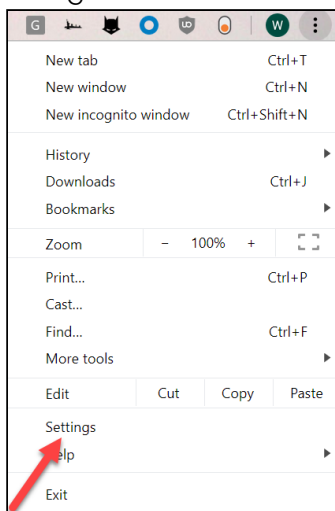 G W
New tab Ctrl+T
New window Ctrl+N
New incognito window Ctrl+Shift+N
History
Downloads Ctrl+J
Bookmarks
Zoom - 100% +
Print... Ctrl+P
Cast...
Find... Ctrl+F
More tools
Edit Cut Copy Paste
Settings
Help
Exit